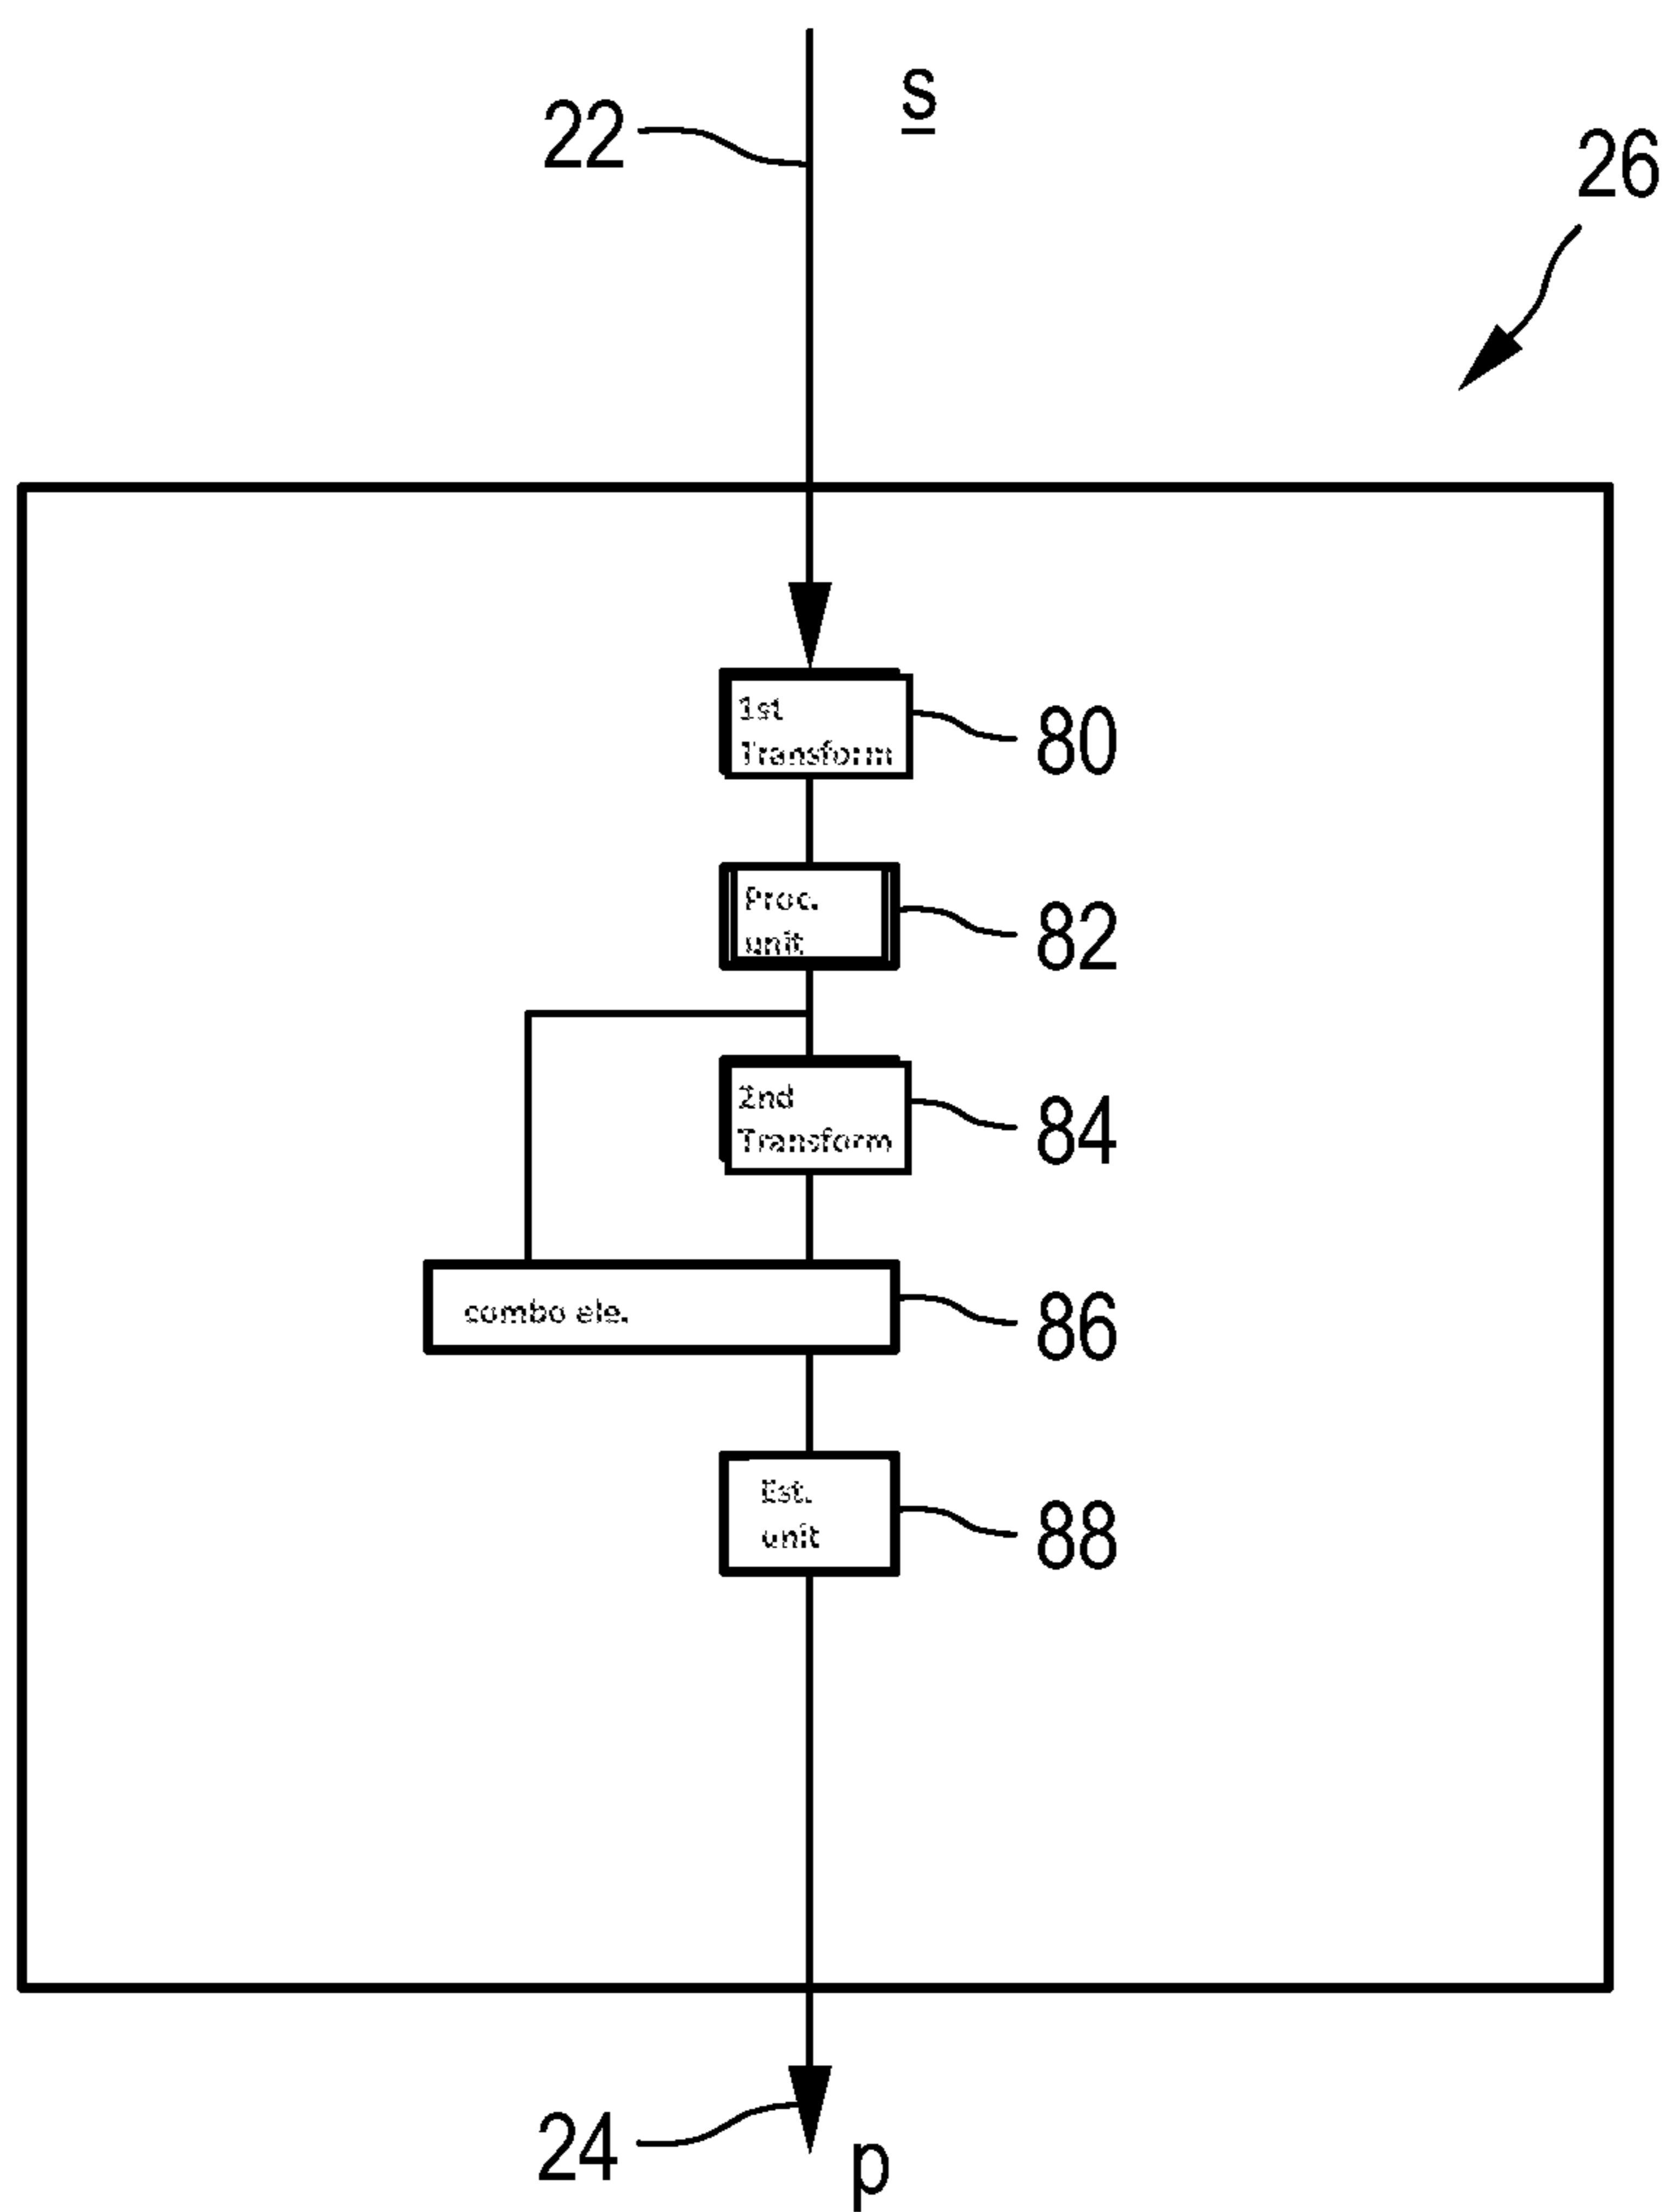 s
22
26
1st
Transform
80
Proc.
unit
82
2nd
Transform
84
combo ele.
86
Est.
unit
88
24
p